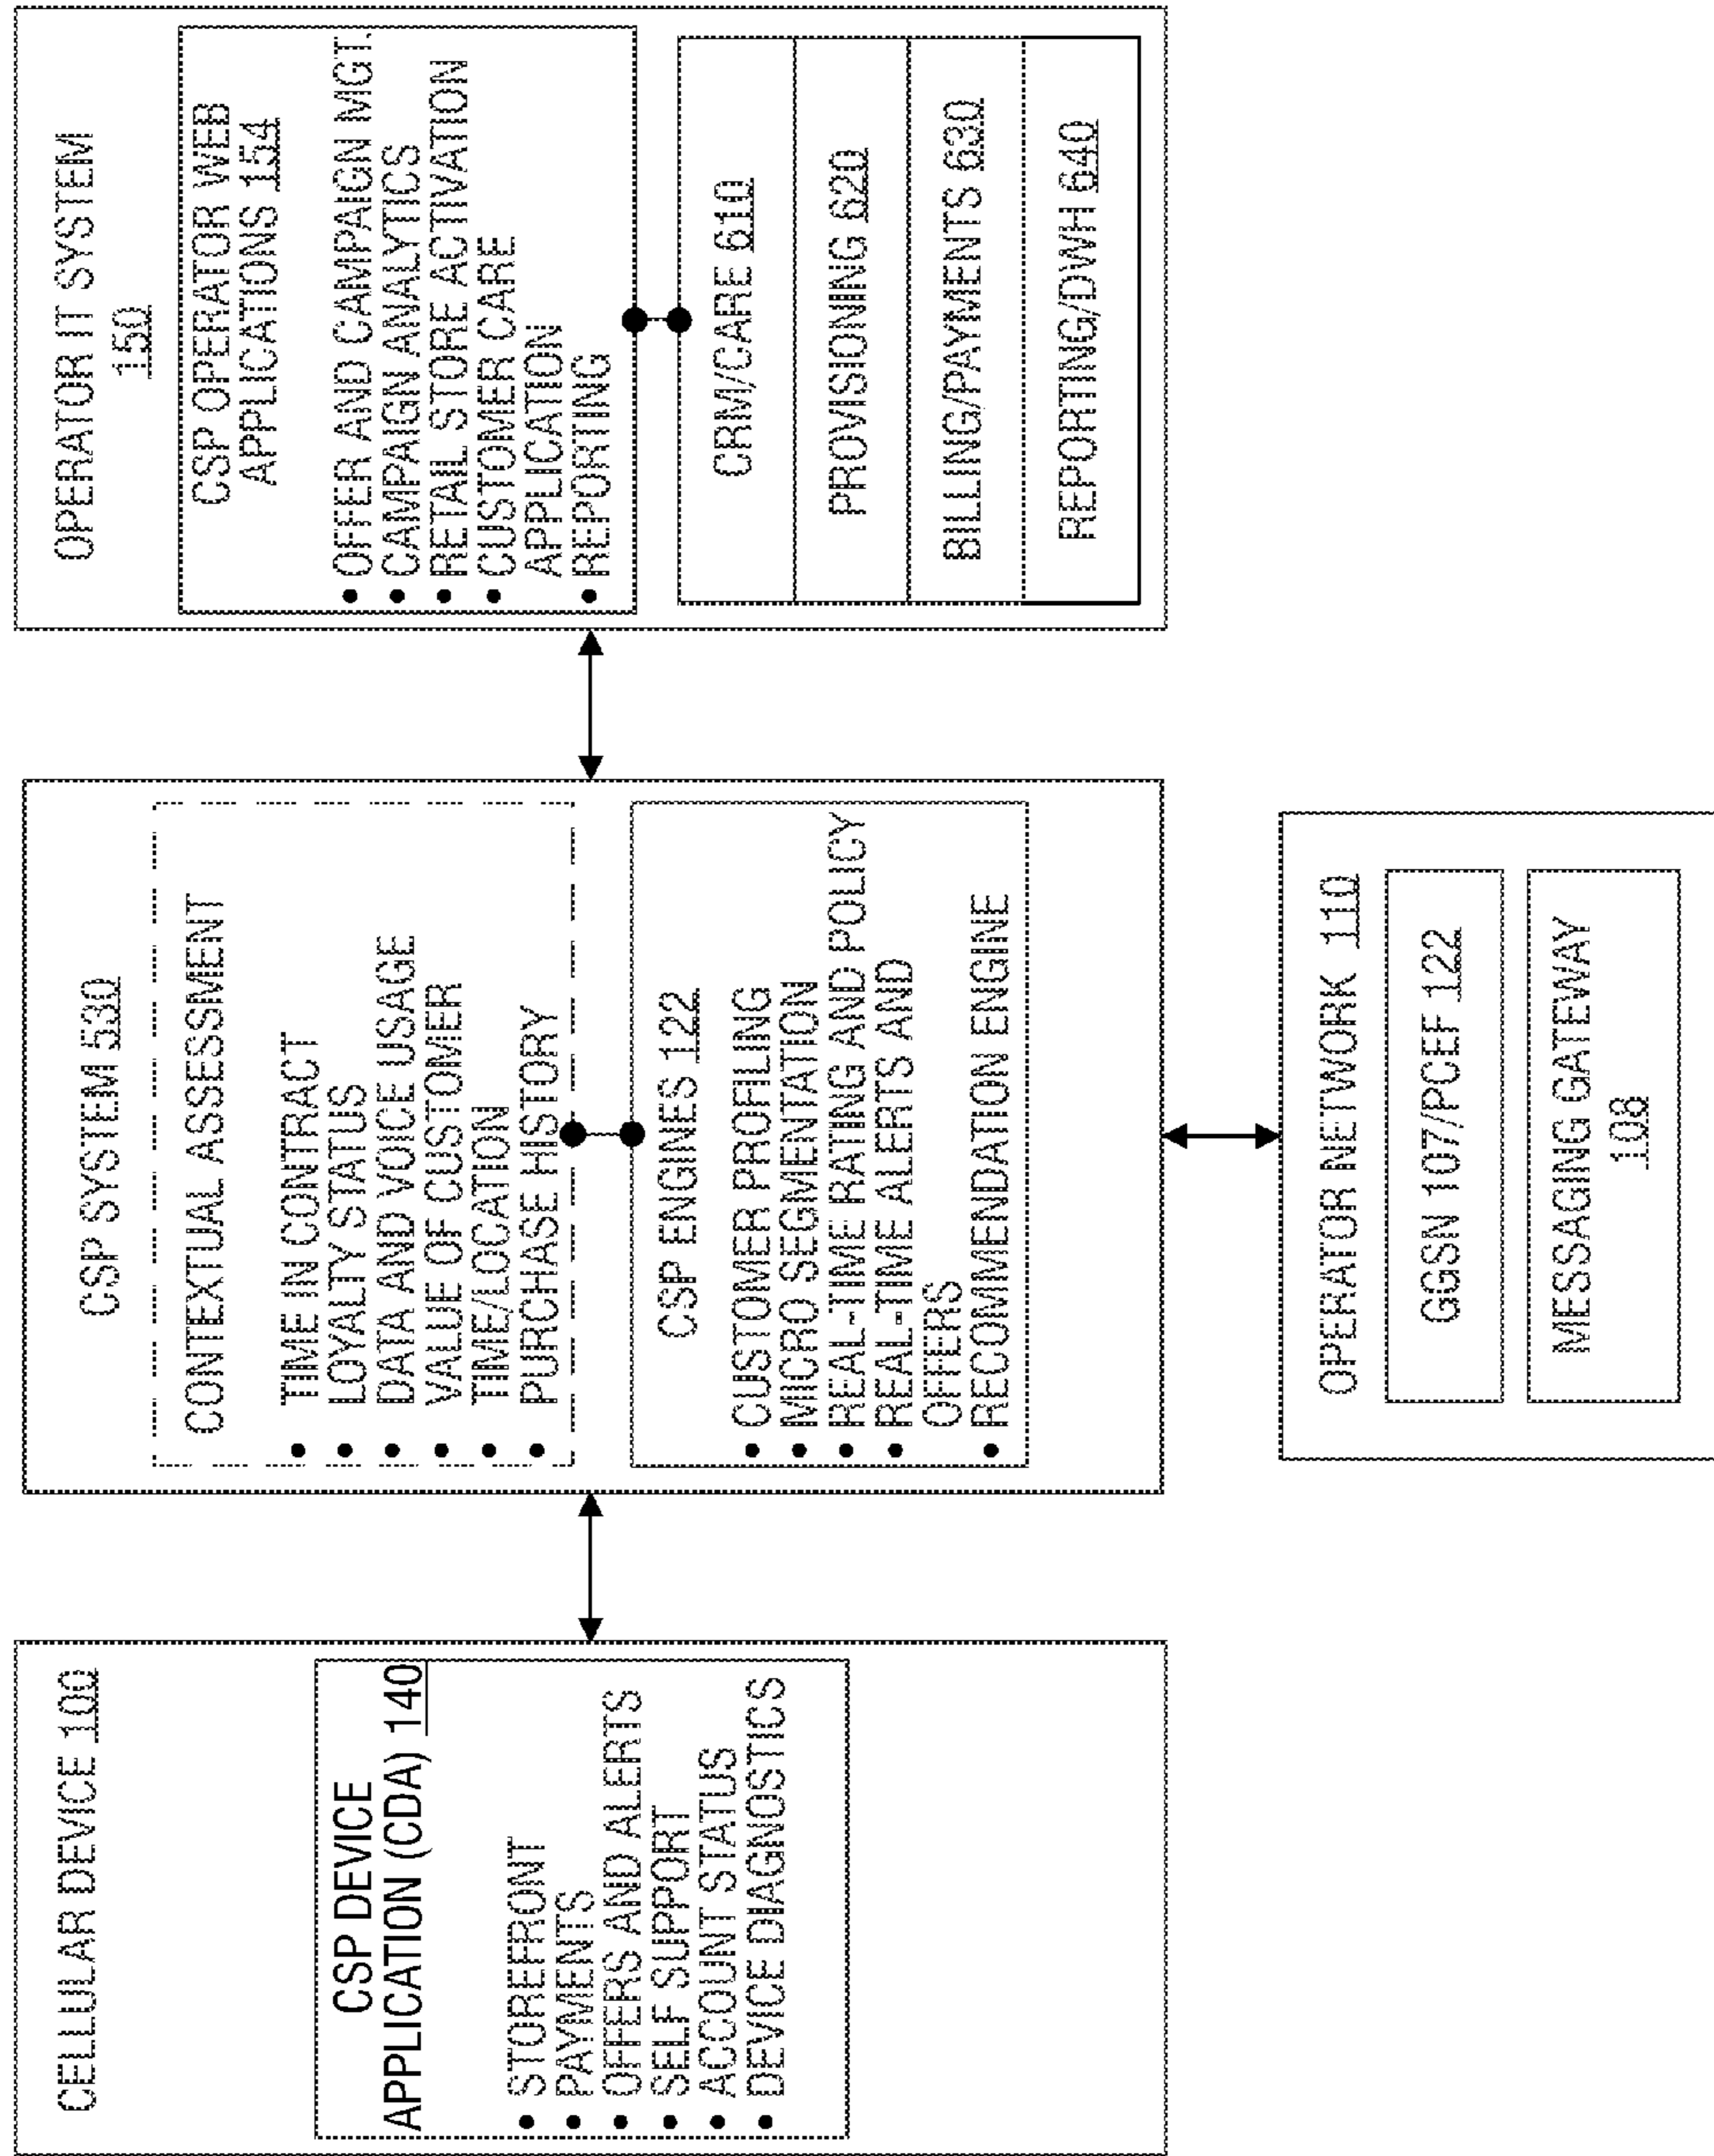 CELLULAR DEVICE 100
CSP DEVICE
APPLICATION (CDA) 140
• STOREFRONT
• PAYMENTS
• OFFERS AND ALERTS
• SELF SUPPORT
• ACCOUNT STATUS
• DEVICE DIAGNOSTICS
CSP SYSTEM 530
CONTEXTUAL ASSESSMENT
• TIME IN CONTRACT
• LOYALTY STATUS
• DATA AND VOICE USAGE
• VALUE OF CUSTOMER
• TIME/LOCATION
• PURCHASE HISTORY
CSP ENGINES 122
• CUSTOMER PROFILING
• MICRO SEGMENTATION
• REAL-TIME RATING AND POLICY
• REAL-TIME ALERTS AND
OFFERS
• RECOMMENDATION ENGINE
OPERATOR NETWORK 110
GGSN 107/PCEF 122
MESSAGING GATEWAY
108
OPERATOR IT SYSTEM
150
CSP OPERATOR WEB
APPLICATIONS 154
• OFFER AND CAMPAIGN MGT.
• CAMPAIGN ANALYTICS
• RETAIL STORE ACTIVATION
• CUSTOMER CARE
APPLICATION
• REPORTING
CRM/CARE 610
PROVISIONING 620
BILLING/PAYMENTS 630
REPORTING/DWH 640